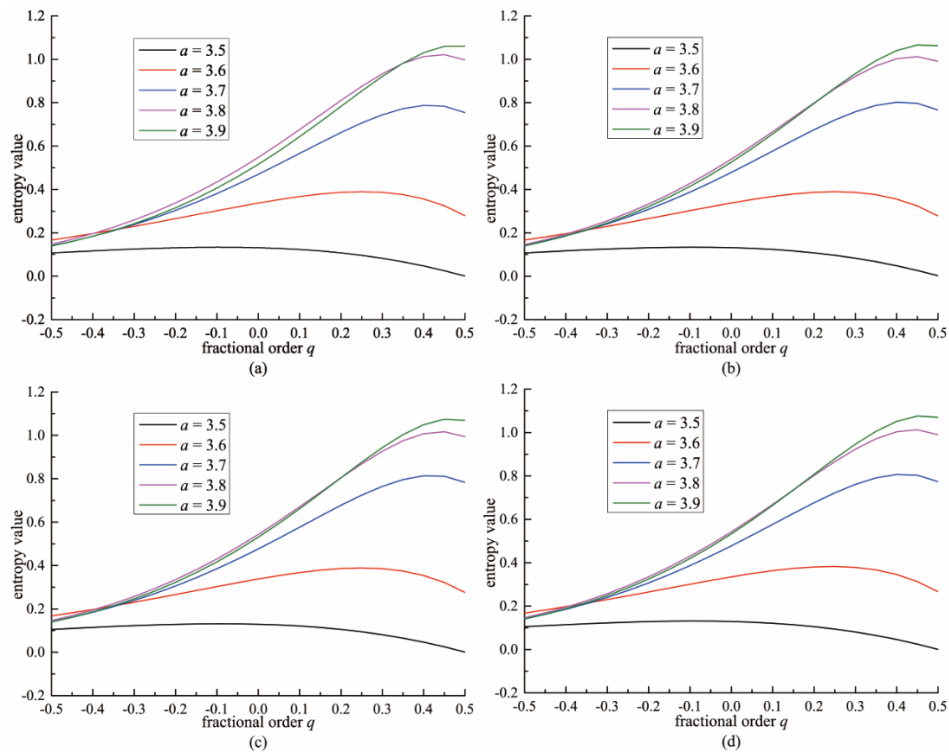 1.2
1.0
0.8
0.6
0.4
0.2
0.0
-0.2
entropy value
a = 3.5
a = 3.6
a = 3.7
a = 3.8
a = 3.9
-0.5 -0.4 -0.3 -0.2 -0.1 0.0 0.1 0.2 0.3 0.4 0.5
fractional order q
(a)
1.2
1.0
0.8
0.6
0.4
0.2
0.0
-0.2
entropy value
a = 3.5
a = 3.6
a = 3.7
a = 3.8
a = 3.9
-0.5 -0.4 -0.3 -0.2 -0.1 0.0 0.1 0.2 0.3 0.4 0.5
fractional order q
(b)
1.2
1.0
0.8
0.6
0.4
0.2
0.0
-0.2
entropy value
a = 3.5
a = 3.6
a = 3.7
a = 3.8
a = 3.9
-0.5 -0.4 -0.3 -0.2 -0.1 0.0 0.1 0.2 0.3 0.4 0.5
fractional order q
(c)
1.2
1.0
0.8
0.6
0.4
0.2
0.0
-0.2
entropy value
a = 3.5
a = 3.6
a = 3.7
a = 3.8
a = 3.9
-0.5 -0.4 -0.3 -0.2 -0.1 0.0 0.1 0.2 0.3 0.4 0.5
fractional order q
(d)